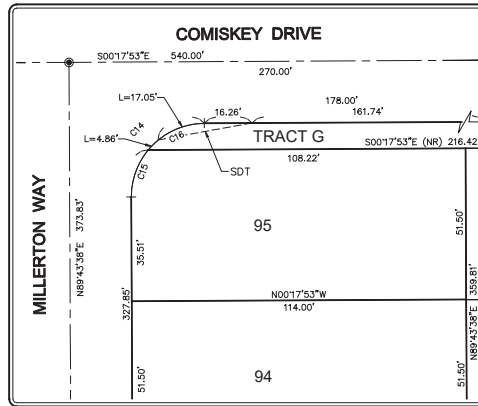 COMISKEY DRIVE
S00°17'53"E 540.00'
270.00'
L=17.05'
16.26'
178.00'
161.74'
C14
C16
L=4.86'
TRACT G
S00°17'53"E (NR) 216.42
108.22'
SDT
C15
MILLERTON WAY
N89°43'38"E 373.83'
35.51'
95
51.50'
327.85'
N00°17'53"W
114.00'
N89°43'38"E 359.81'
51.50'
94
51.50'